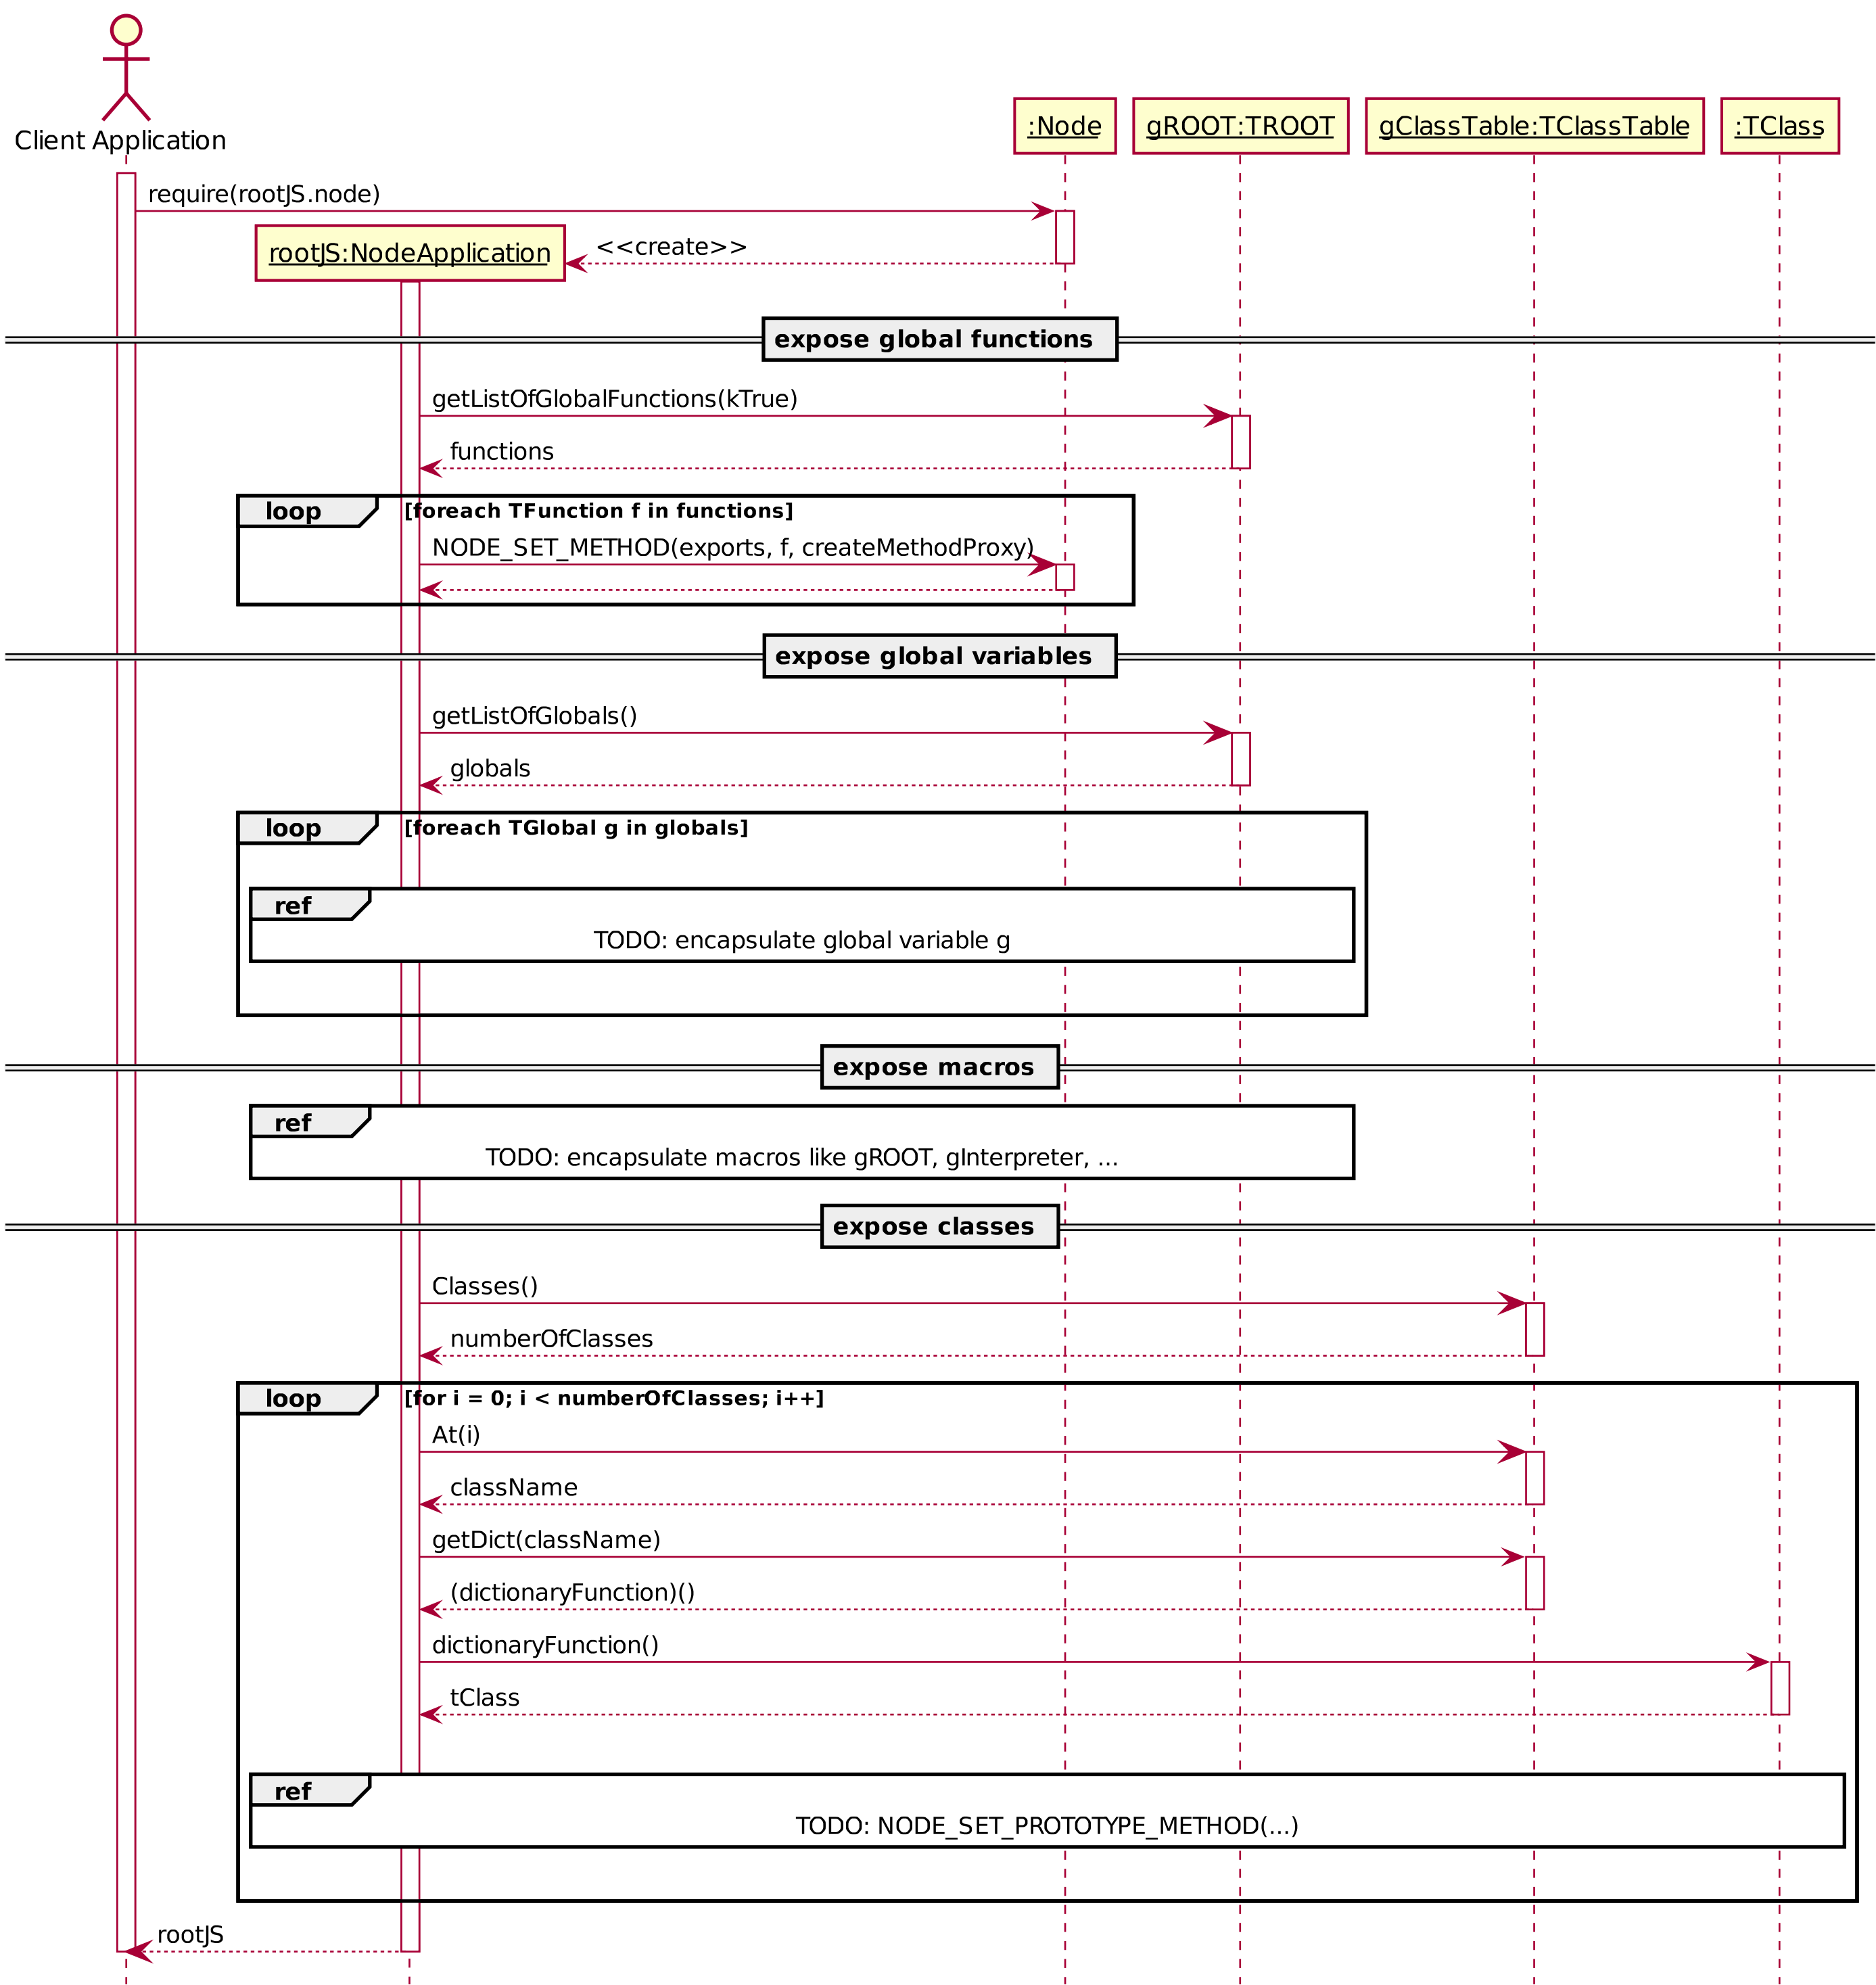 Client Application
:Node
gROOT:TROOT
gClassTable:TClassTable
:TClass
require(rootJS.node)
rootJS:NodeApplication
<<create>>
expose global functions
getListOfGlobalFunctions(kTrue)
functions
loop
[foreach TFunction f in functions]
NODE_SET_METHOD(exports, f, createMethodProxy)
expose global variables
getListOfGlobals()
globals
loop
[foreach TGlobal g in globals]
ref
TODO: encapsulate global variable g
expose macros
ref
TODO: encapsulate macros like gROOT, gInterpreter, ...
expose classes
Classes()
numberOfClasses
loop
[for i = 0; i < numberOfClasses; i++]
At(i)
className
getDict(className)
(dictionaryFunction)()
dictionaryFunction()
tClass
ref
TODO: NODE_SET_PROTOTYPE_METHOD(...)
rootJS